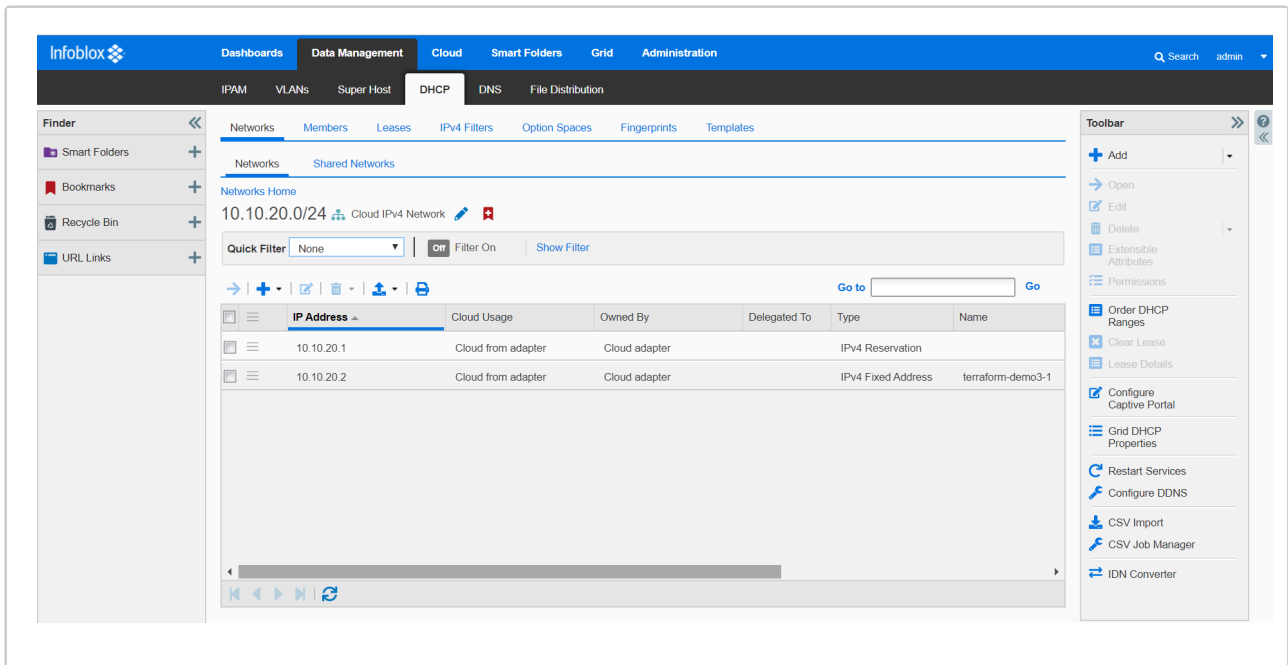 Infoblox
Dashboards Data Management Cloud Smart Folders Grid Administration
Search admin
IPAM VLANs Super Host DHCP DNS File Distribution
Finder
Smart Folders
Bookmarks
Recycle Bin
URL Links
Networks Members Leases IPv4 Filters Option Spaces Fingerprints Templates
Networks Shared Networks
Networks Home
10.10.20.0/24 Cloud IPv4 Network
Quick Filter None Off Filter On Show Filter
Go to Go
IP Address Cloud Usage Owned By Delegated To Type Name
10.10.20.1 Cloud from adapter Cloud adapter IPv4 Reservation
10.10.20.2 Cloud from adapter Cloud adapter IPv4 Fixed Address terraform-demo3-1
Toolbar
Add
Open
Edit
Delete
Extensible
Attributes
Permissions
Order DHCP
Ranges
Clear Lease
Lease Details
Configure
Captive Portal
Grid DHCP
Properties
Restart Services
Configure DDNS
CSV Import
CSV Job Manager
IDN Converter